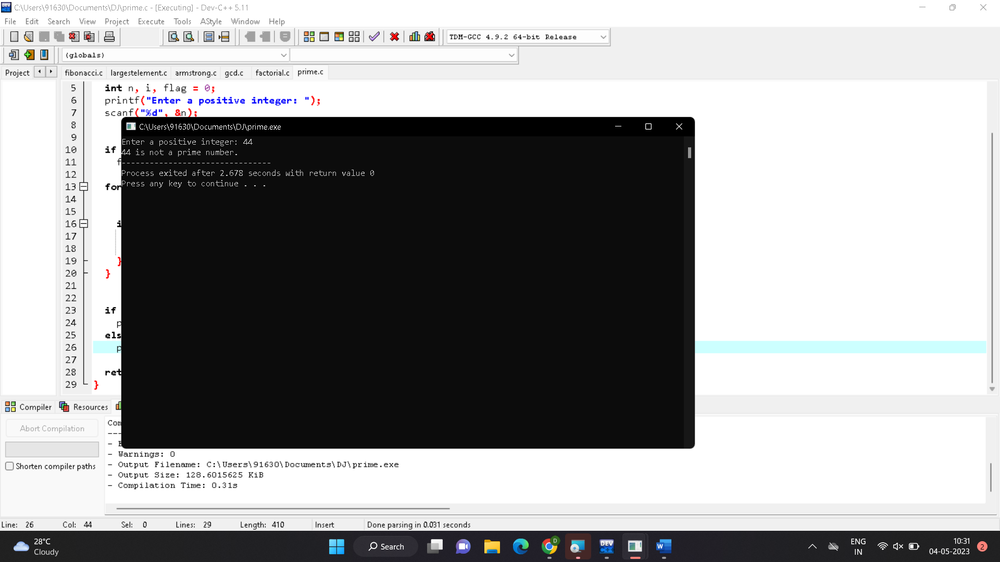 C:\Users\91630\Documents\DJ\prime.c - [Executing] - Dev-C++ 5.11
File Edit Search View Project Execute Tools AStyle Window Help
TDM-GCC 4.9.2 64-bit Release
(globals)
Project fibonacci.c largestelement.c armstrong.c gcd.c factorial.c prime.c
5 int n, i, flag = 0;
6 printf("Enter a positive integer: ");
7 scanf("%d", &n);
8
9
10 if
11 f
12
13 for
14
15
16 i
17
18
19 }
20 }
21
22
23 if
24 p
25 els
26 p
27
28 ret
29 }
C:\Users\91630\Documents\DJ\prime.exe
Enter a positive integer: 44
44 is not a prime number.
--------------------------------
Process exited after 2.678 seconds with return value 0
Press any key to continue . . .
Compiler Resources
Abort Compilation
Shorten compiler paths
Com
---
- E
- Warnings: 0
- Output Filename: C:\Users\91630\Documents\DJ\prime.exe
- Output Size: 128.6015625 KiB
- Compilation Time: 0.31s
Line: 26 Col: 44 Sel: 0 Lines: 29 Length: 410 Insert Done parsing in 0.031 seconds
28°C
Cloudy
Search
D
DEV
C++
W
ENG
IN
10:31
04-05-2023
2